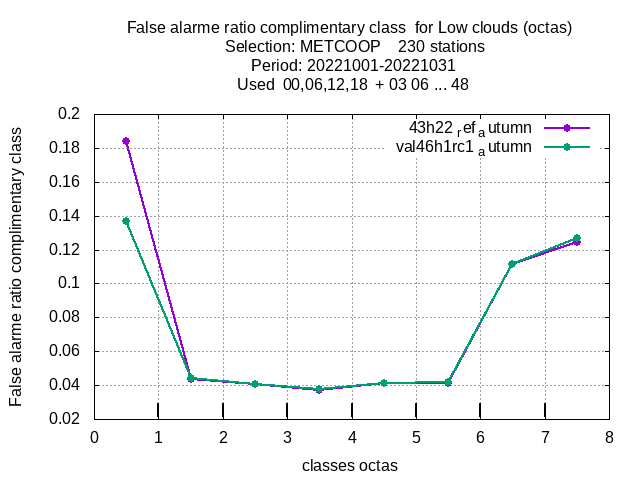 False alarme ratio complimentary class  for Low clouds (octas)
Selection: METCOOP    230 stations
Period: 20221001-20221031
Used  00,06,12,18  + 03 06 ... 48
False alarme ratio complimentary class
0.2
0.18
0.16
0.14
0.12
0.1
0.08
0.06
0.04
0.02
43h22_ref_autumn
val46h1rc1_autumn
0 1 2 3 4 5 6 7 8
classes octas